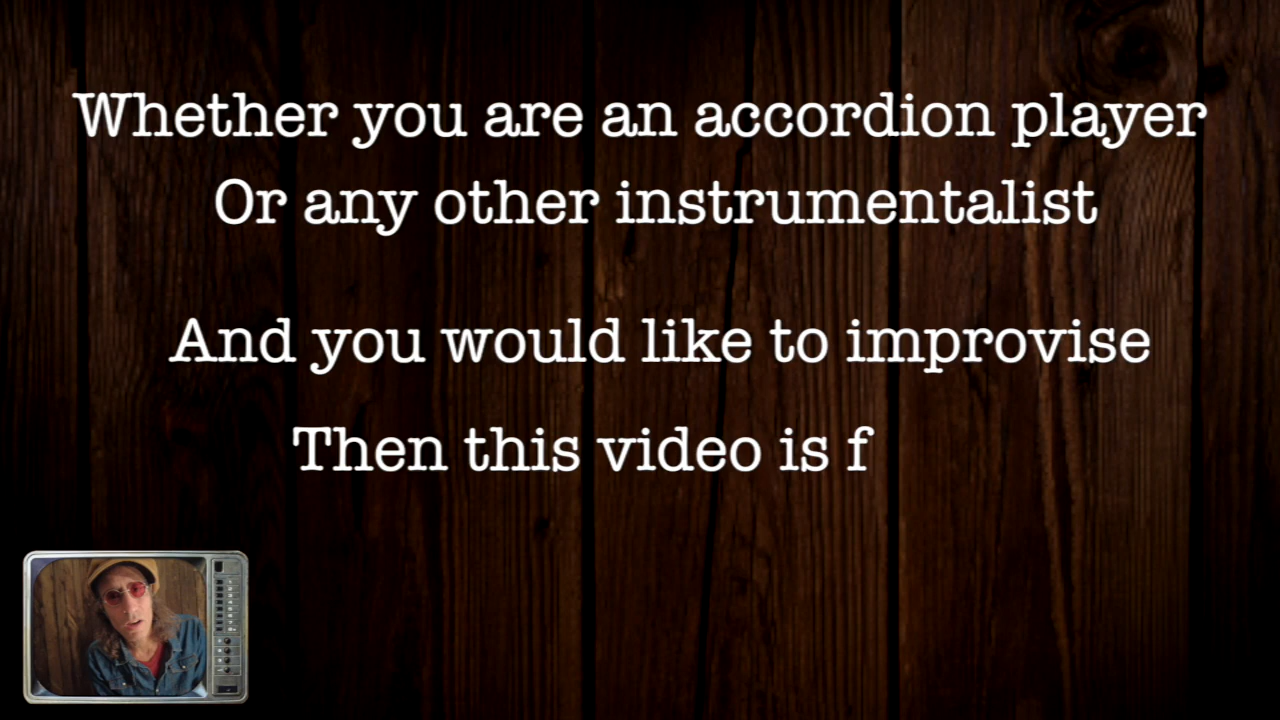 Whether you are an accordion player
Or any other instrumentalist
And you would like to improvise
Then this video is f